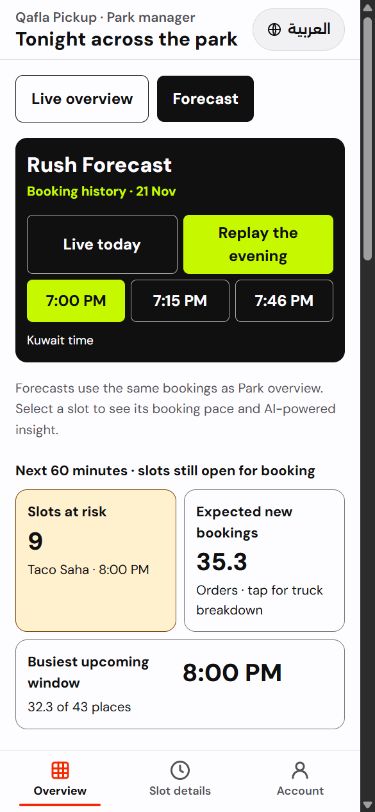 Qafla Pickup · Park manager
Tonight across the park
العربية
Live overview
Forecast
Rush Forecast
Booking history · 21 Nov
Live today
Replay the
evening
7:00 PM
7:15 PM
7:46 PM
Kuwait time
Forecasts use the same bookings as Park overview.
Select a slot to see its booking pace and AI-powered
insight.
Next 60 minutes · slots still open for booking
Slots at risk
9
Taco Saha · 8:00 PM
Expected new
bookings
35.3
Orders · tap for truck
breakdown
Busiest upcoming
window
8:00 PM
32.3 of 43 places
Overview
Slot details
Account